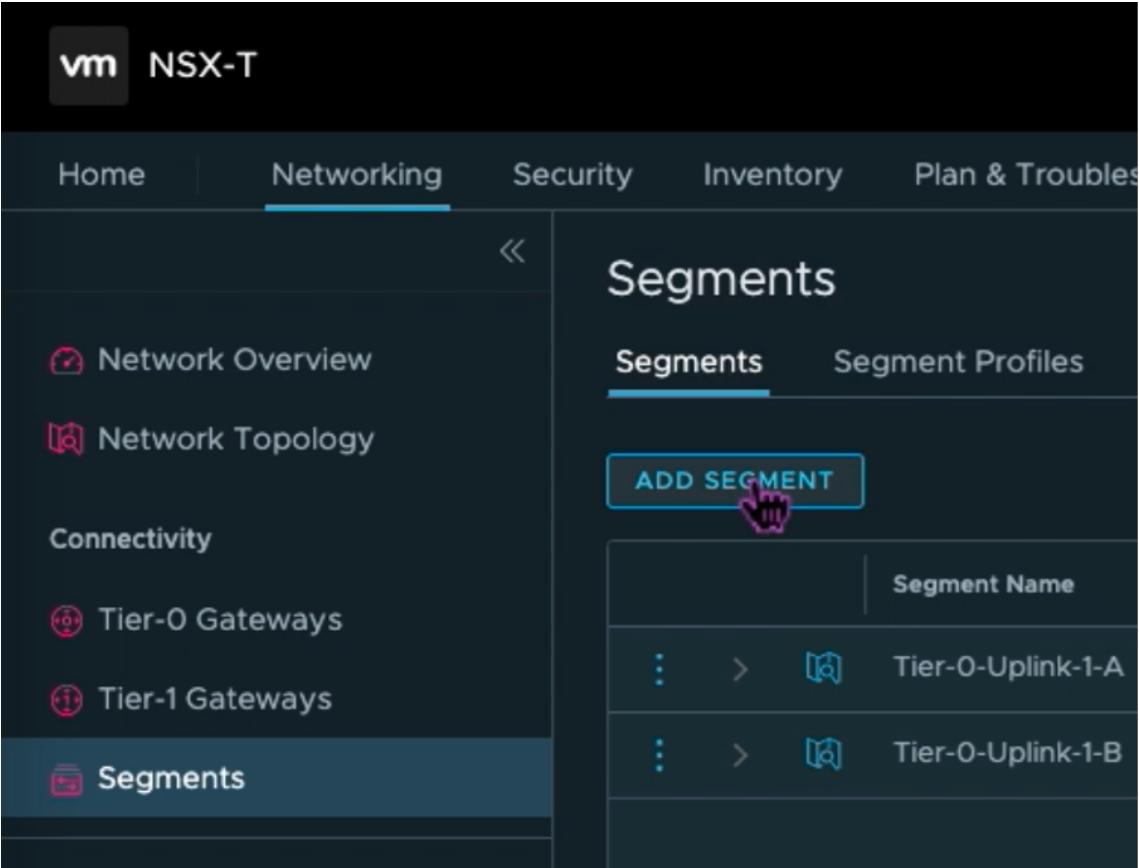 vm NSX-T
Home Networking Security Inventory Plan & Troubles
Segments
Segments Segment Profiles
Network Overview
Network Topology
ADD SEGMENT
Connectivity
Segment Name
Tier-0 Gateways
Tier-0-Uplink-1-A
Tier-1 Gateways
Tier-0-Uplink-1-B
Segments